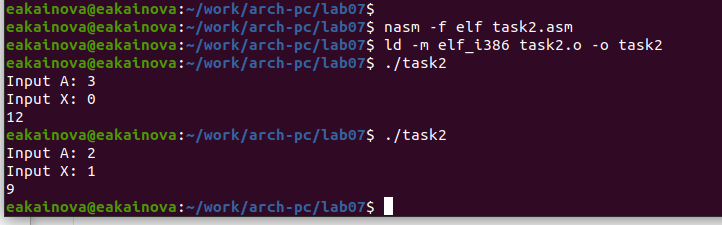 eakainova@eakainova:~/work/arch-pc/lab07$
eakainova@eakainova:~/work/arch-pc/lab07$ nasm -f elf task2.asm
eakainova@eakainova:~/work/arch-pc/lab07$ ld -m elf_i386 task2.o -o task2
eakainova@eakainova:~/work/arch-pc/lab07$ ./task2
Input A: 3
Input X: 0
12
eakainova@eakainova:~/work/arch-pc/lab07$ ./task2
Input A: 2
Input X: 1
9
eakainova@eakainova:~/work/arch-pc/lab07$